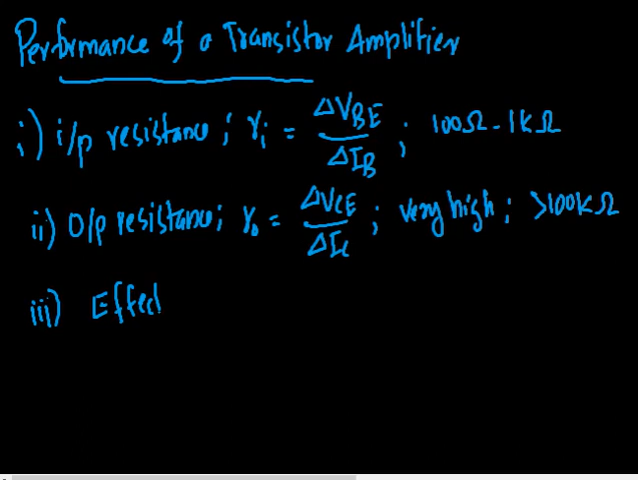 Performance of a Transistor Amplifier
i) i/p resistance; ri = ΔVBE / ΔIB ; 100Ω - 1KΩ
ii) O/p resistance; ro = ΔVCE / ΔIc ; very high; >100KΩ
iii) Effect